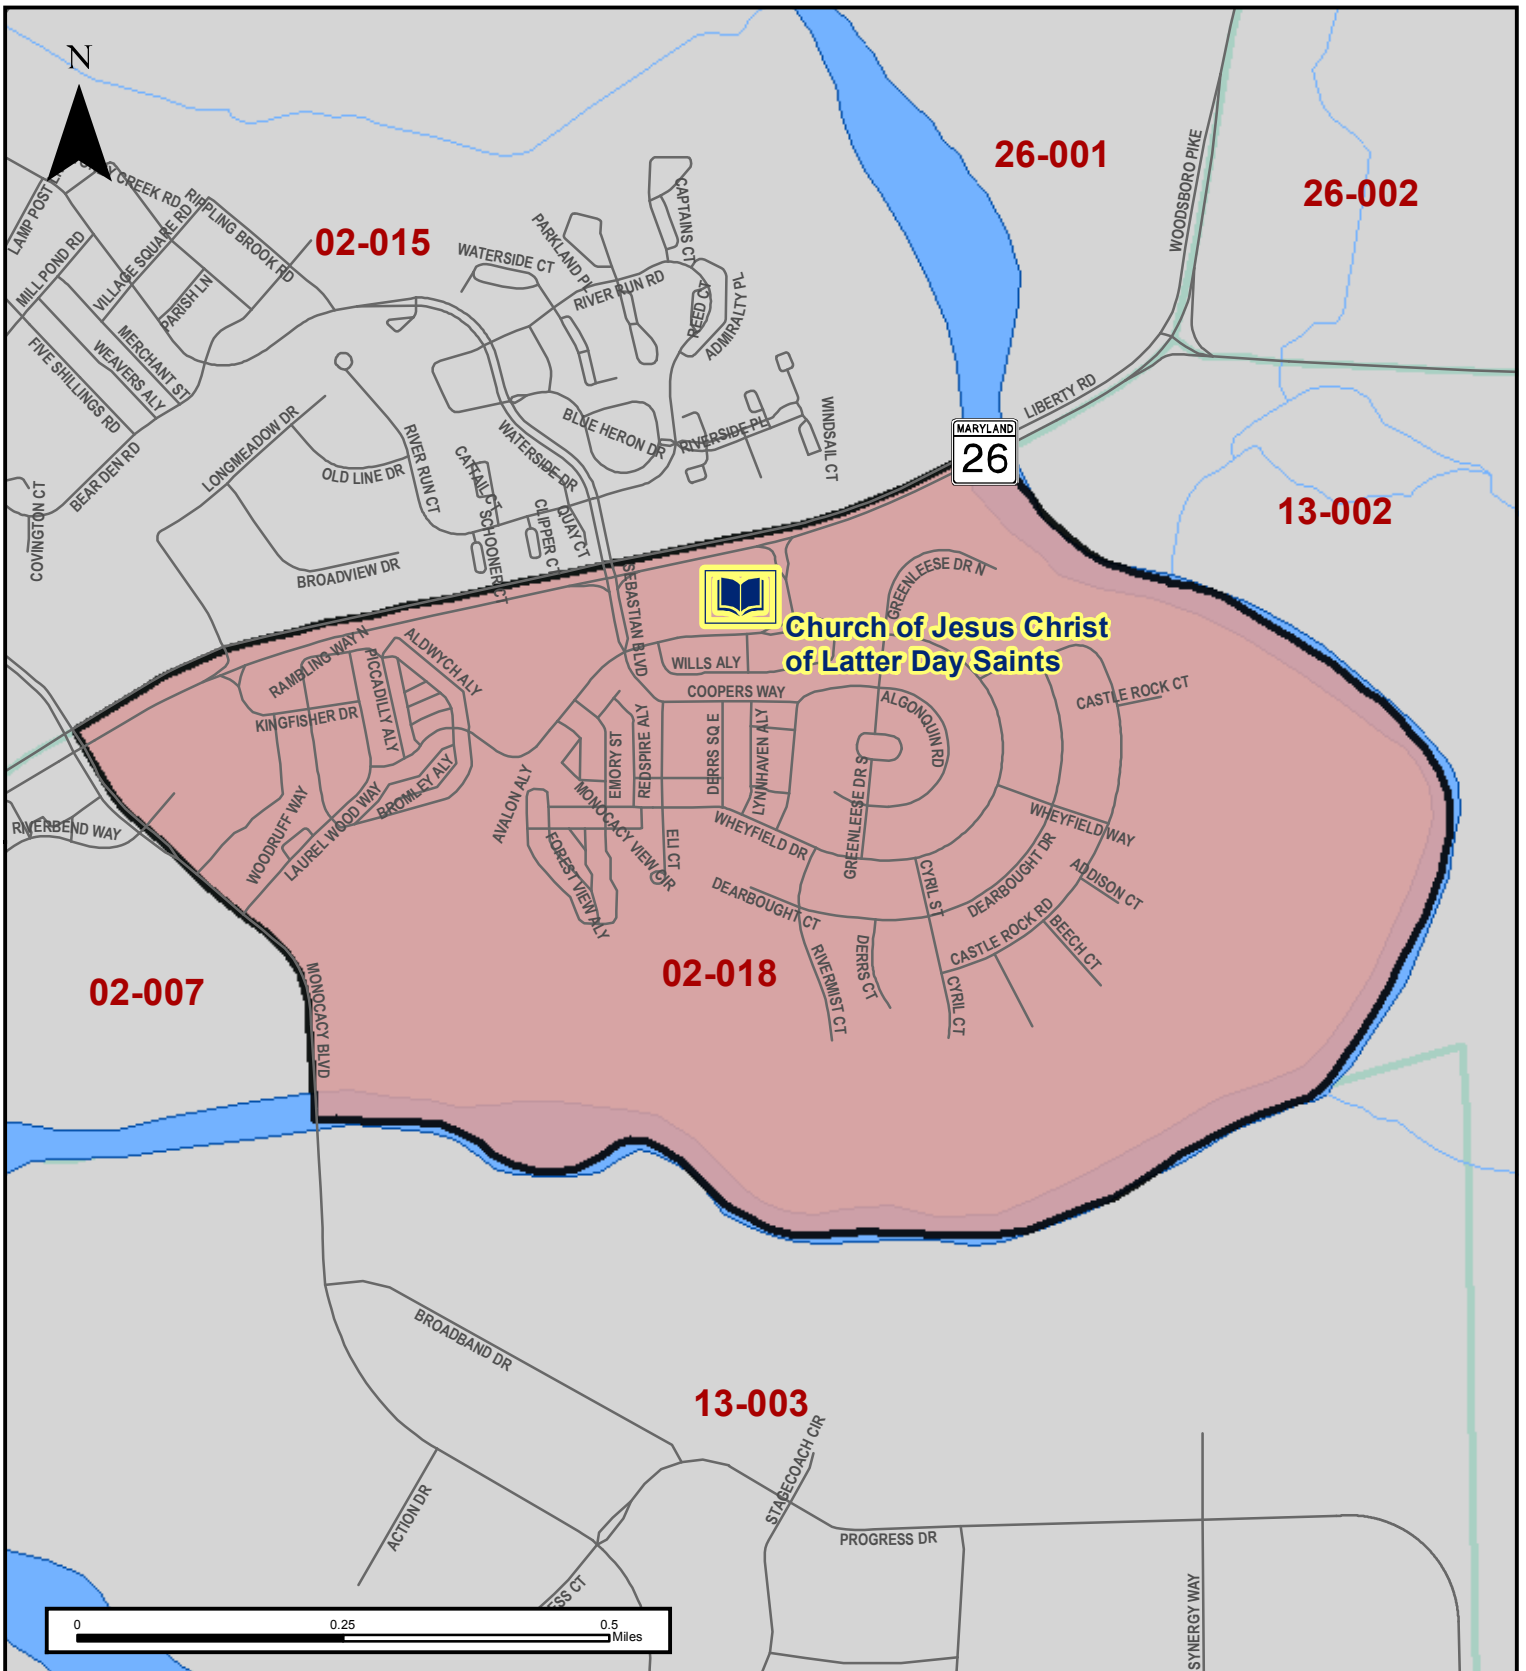 N
26-001
26-002
WOODSBORO PIKE
CREEK RD
RIPPLING BROOK RD
LAMP POST
02-015
CAPTAINS CT
PARKLAND PL
WATERSIDE CT
MILL POND RD
VILLAGE SQUARE RD
RIVER RUN RD
REED CT
ADMIRALTY PL
PARISH LN
MERCHANT ST
WEAVERS ALY
FIVE SHILLINGS RD
LIBERTY RD
BLUE HERON DR
RIVERSIDE PL
WINDSAIL CT
LONGMEADOW DR
RIVER RUN CT
WATERSIDE DR
MARYLAND
26
BEAR DEN RD
OLD LINE DR
CATTAIL CT
COVINGTON CT
SCHOONER CT
CLIPPER CT
QUAY CT
13-002
BROADVIEW DR
SEBASTIAN BLVD
GREENLEESE DR N
Church of Jesus Christ
of Latter Day Saints
RAMBLING WAY N
ALDWYCH ALY
PICCADILLY ALY
WILLS ALY
COOPERS WAY
CASTLE ROCK CT
KINGFISHER DR
ALGONQUIN RD
EMORY ST
REDSPIRE ALY
DERRS SQ E
LYNNHAVEN ALY
BROMLEY ALY
AVALON ALY
GREENLEESE DR S
RIVERBEND WAY
WOODRUFF WAY
LAUREL WOOD WAY
MONOCACY VIEW CIR
WHEYFIELD DR
WHEYFIELD WAY
ELI CT
FOREST VIEW ALY
DEARBOUGHT CT
CYRIL ST
DEARBOUGHT DR
ADDISON CT
CASTLE ROCK RD
BEECH CT
02-018
DERRS CT
RIVERMIST CT
CYRIL CT
02-007
MONOCACY BLVD
BROADBAND DR
13-003
STAGECOACH CIR
ACTION DR
PROGRESS DR
ESS CT
SYNERGY WAY
0 0.25 0.5
Miles